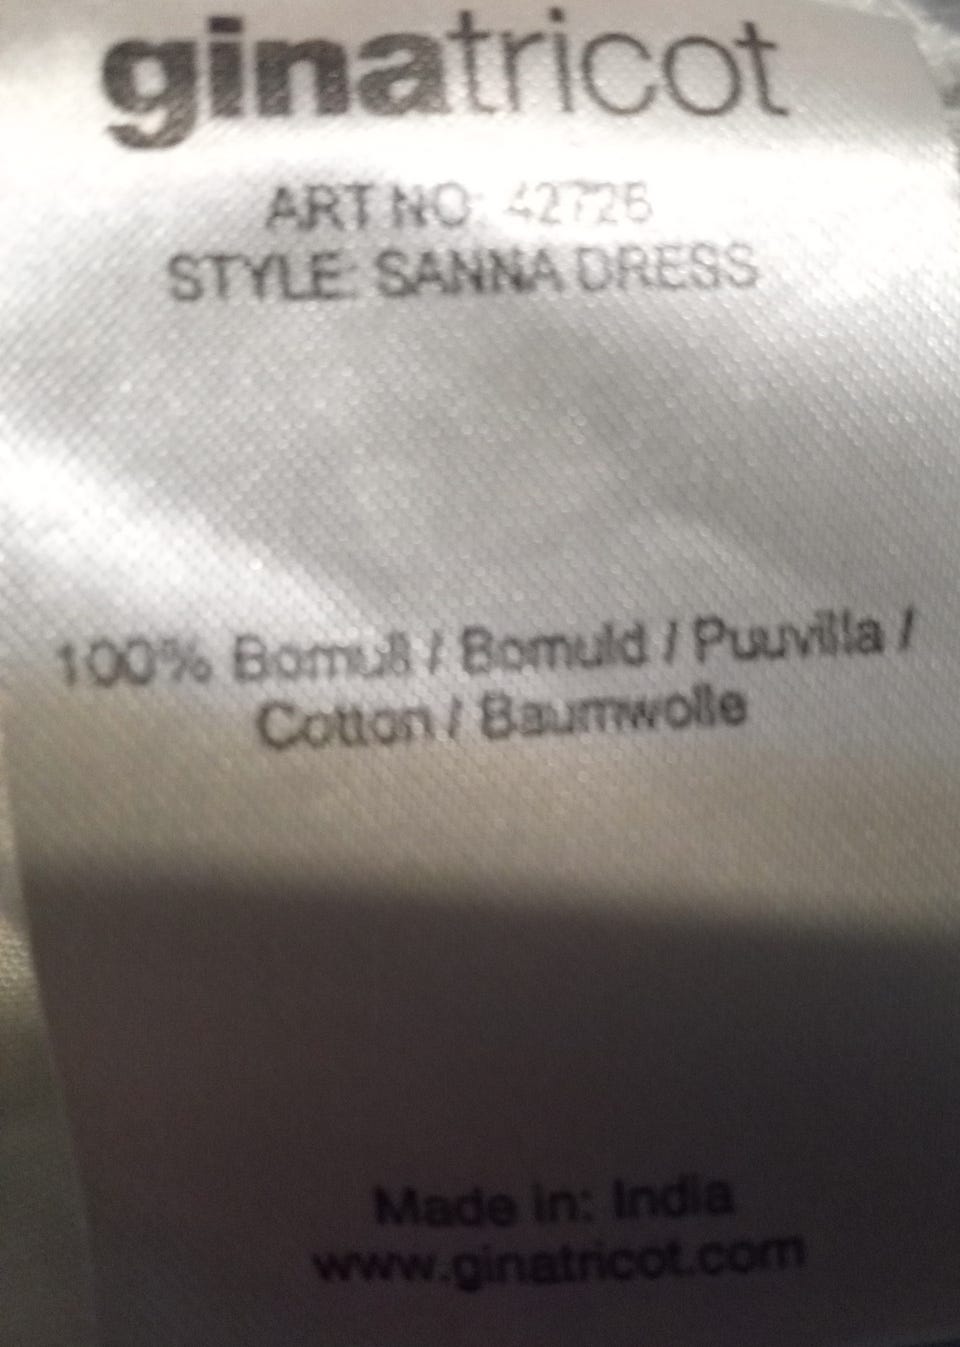 ginatricot
ART NO: 42726
STYLE: SANNA DRESS
100% Bomull / Bomuld / Puuvilla /
Cotton / Baumwolle
Made in: India
www.ginatricot.com